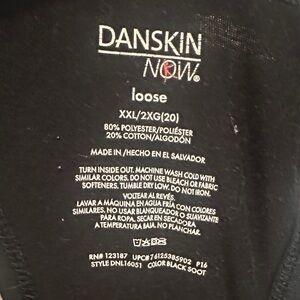 DANSKIN
NOW®
loose
XXL/2XG(20)
80% POLYESTER/POLIÉSTER
20% COTTON/ALGODÓN
MADE IN /HECHO EN EL SALVADOR
TURN INSIDE OUT. MACHINE WASH COLD WITH
SIMILAR COLORS. DO NOT USE BLEACH OR FABRIC
SOFTENERS. TUMBLE DRY LOW. DO NOT IRON.
VOLTEAR AL REVÉS.
LAVAR A MÁQUINA EN AGUA FRÍA CON COLORES
SIMILARES. NO USAR BLANQUEADOR O SUAVIZANTE
PARA ROPA. SECAR EN SECADORA
A TEMPERATURA BAJA. NO PLANCHAR.
RN# 123187 UPC# 76125385902 P16
STYLE DNL16051 COLOR BLACK SOOT